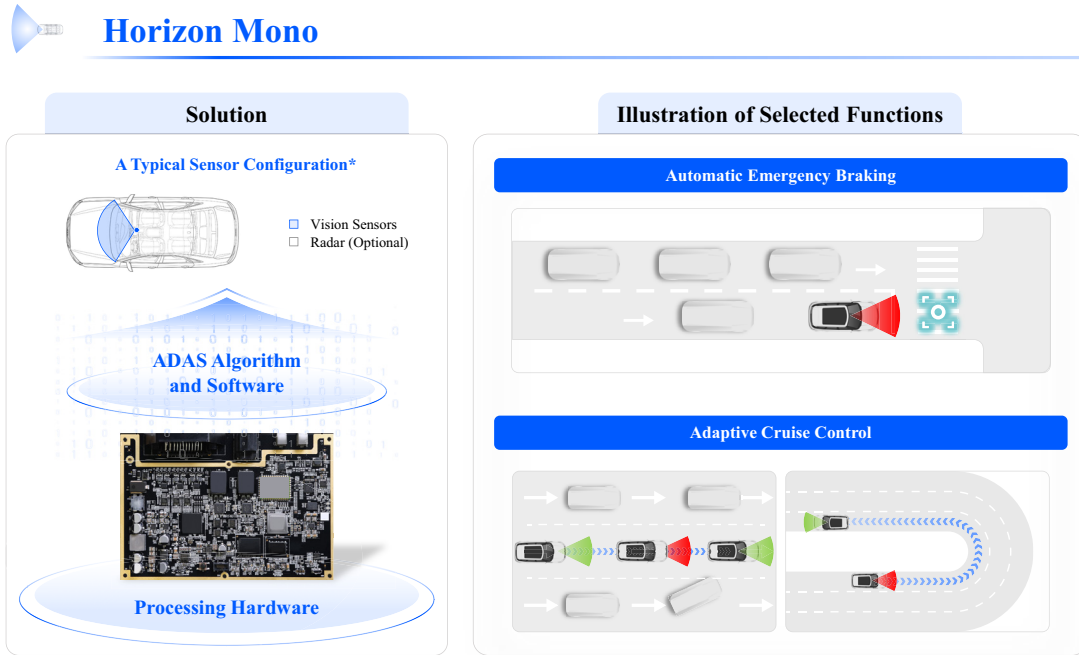 Horizon Mono
Solution
A Typical Sensor Configuration*
Vision Sensors
Radar (Optional)
ADAS Algorithm
and Software
Processing Hardware
Illustration of Selected Functions
Automatic Emergency Braking
Adaptive Cruise Control